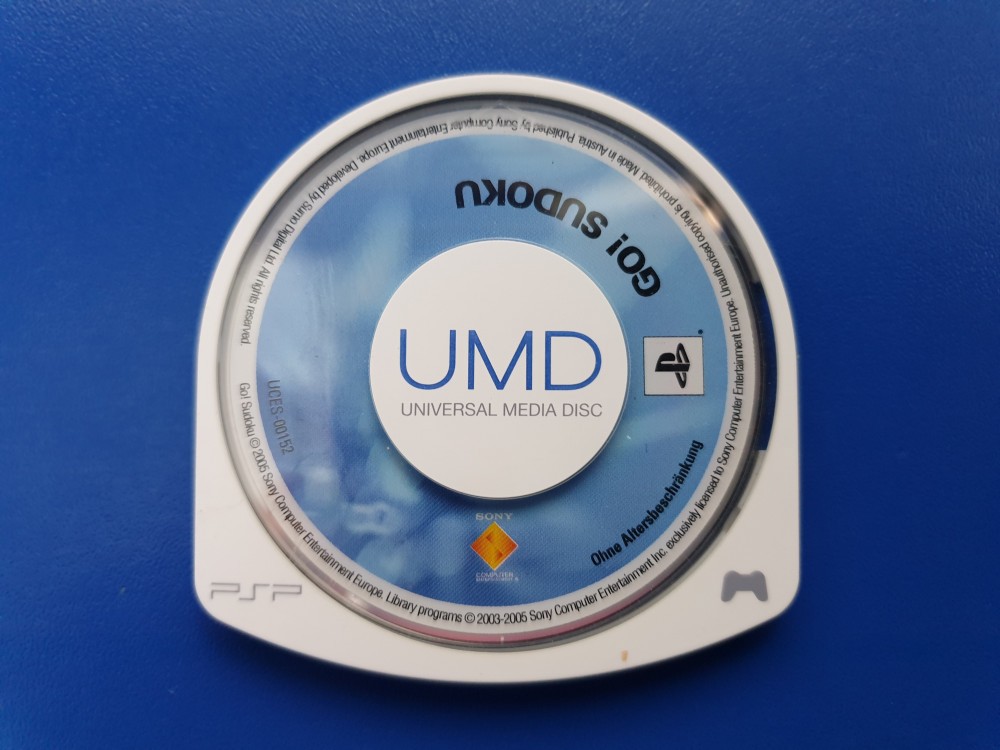 GO! SUDOKU
UMD
UNIVERSAL MEDIA DISC
UCES-00152
Ohne Altersbeschränkung
SONY
COMPUTER
PSP
Go! Sudoku © 2005 Sony Computer Entertainment Europe. Library programs © 2003-2005 Sony Computer Entertainment Inc. exclusively licensed to Sony Computer Entertainment Europe. Unauthorised copying is prohibited. Made in Austria. Published by Sony Computer Entertainment Europe. Developed by Sumo Digital Ltd. All rights reserved.